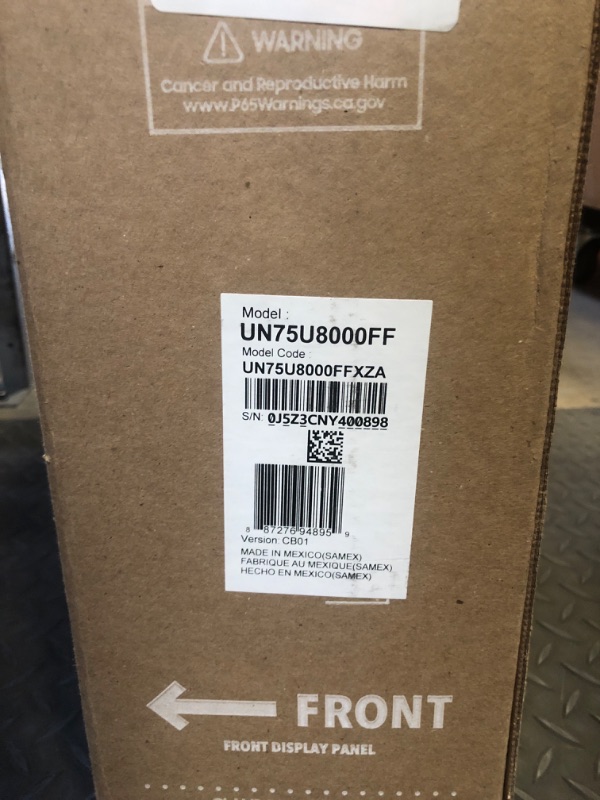 WARNING
Cancer and Reproductive Harm
www.P65Warnings.ca.gov
Model :
UN75U8000FF
Model Code :
UN75U8000FFXZA
S/N: 0J5Z3CNY400898
8 87276 94895 9
Version: CB01
MADE IN MEXICO(SAMEX)
FABRIQUE AU MEXIQUE(SAMEX)
HECHO EN MEXICO(SAMEX)
FRONT
FRONT DISPLAY PANEL